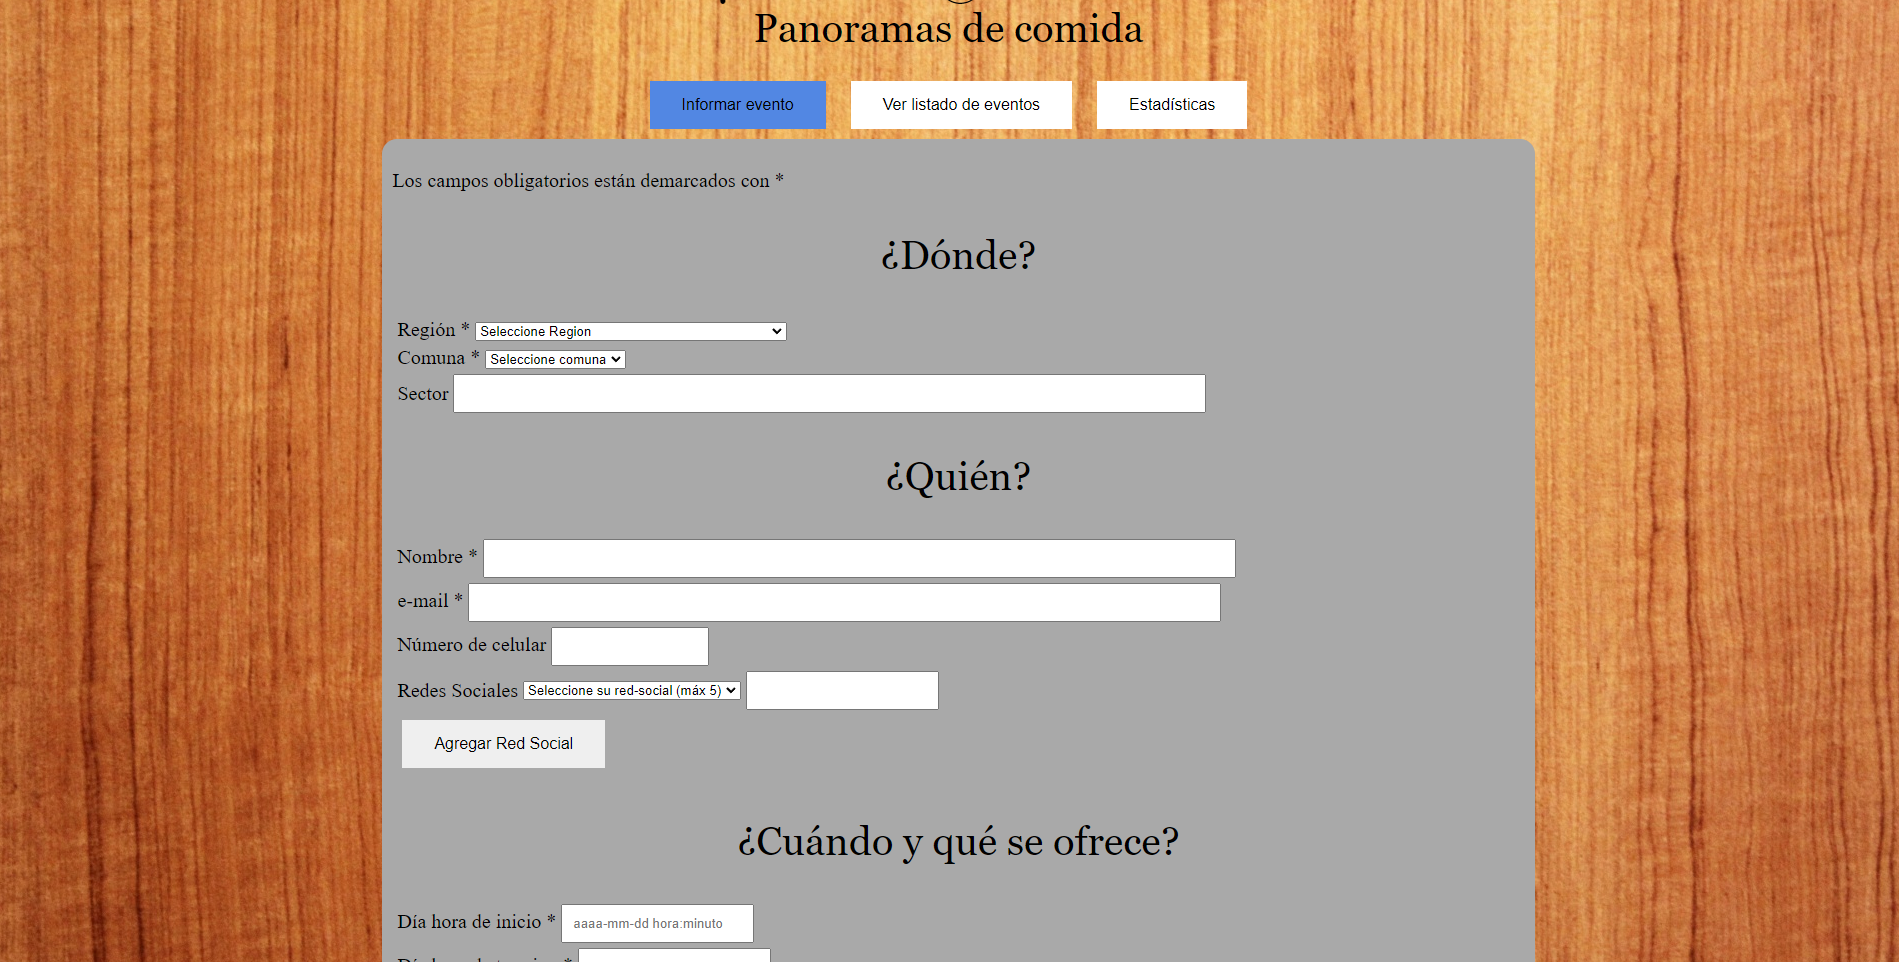 Panoramas de comida
Informar evento Ver listado de eventos Estadísticas
Los campos obligatorios están demarcados con *
¿Dónde?
Región * Seleccione Region
Comuna * Seleccione comuna
Sector
¿Quién?
Nombre *
e-mail *
Número de celular
Redes Sociales Seleccione su red-social (máx 5)
Agregar Red Social
¿Cuándo y qué se ofrece?
Día hora de inicio * aaaa-mm-dd hora:minuto